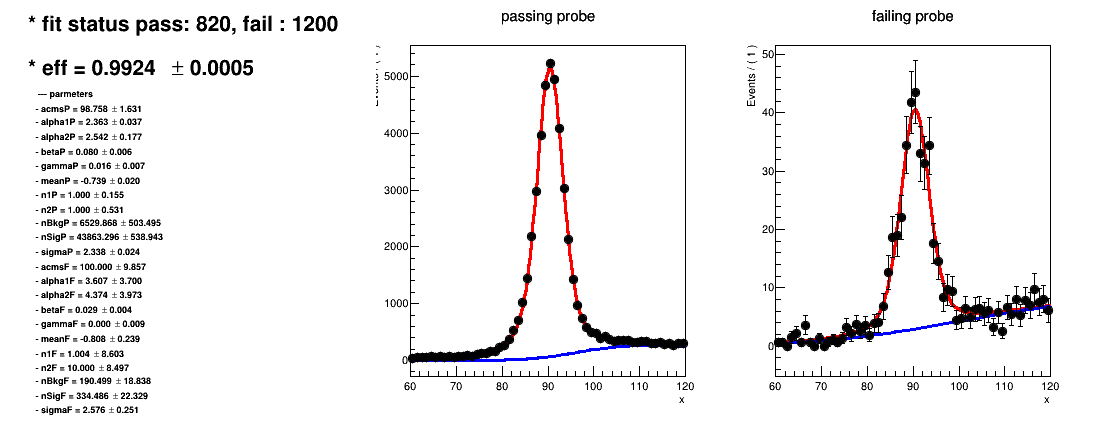 * fit status pass: 820, fail : 1200
* eff = 0.9924 ± 0.0005
--- parmeters
- acmsP = 98.758 ± 1.631
- alpha1P = 2.363 ± 0.037
- alpha2P = 2.542 ± 0.177
- betaP = 0.080 ± 0.006
- gammaP = 0.016 ± 0.007
- meanP = -0.739 ± 0.020
- n1P = 1.000 ± 0.155
- n2P = 1.000 ± 0.531
- nBkgP = 6529.868 ± 503.495
- nSigP = 43863.296 ± 538.943
- sigmaP = 2.338 ± 0.024
- acmsF = 100.000 ± 9.857
- alpha1F = 3.607 ± 3.700
- alpha2F = 4.374 ± 3.973
- betaF = 0.029 ± 0.004
- gammaF = 0.000 ± 0.009
- meanF = -0.808 ± 0.239
- n1F = 1.004 ± 8.603
- n2F = 10.000 ± 8.497
- nBkgF = 190.499 ± 18.838
- nSigF = 334.486 ± 22.329
- sigmaF = 2.576 ± 0.251
passing probe
5000
4000
3000
2000
1000
0
60 70 80 90 100 110 120
x
failing probe
Events / ( 1 )
50
40
30
20
10
0
60 70 80 90 100 110 120
x